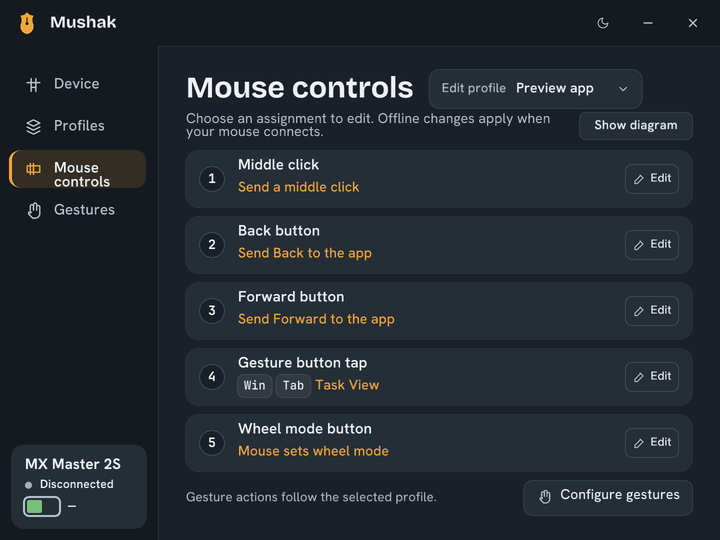 Mushak
Device
Profiles
Mouse
controls
Gestures
MX Master 2S
Disconnected
–
Mouse controls
Edit profile Preview app
Choose an assignment to edit. Offline changes apply when
your mouse connects.
Show diagram
1 Middle click
Send a middle click
Edit
2 Back button
Send Back to the app
Edit
3 Forward button
Send Forward to the app
Edit
4 Gesture button tap
Win Tab Task View
Edit
5 Wheel mode button
Mouse sets wheel mode
Edit
Gesture actions follow the selected profile.
Configure gestures